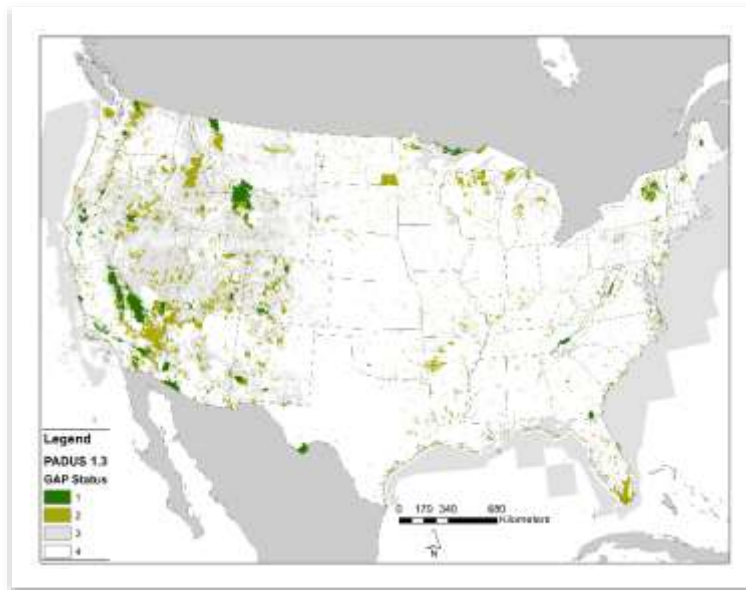 Legend
PADUS 1.3
GAP Status
1
2
3
4
0 170 340 680
Kilometers
N